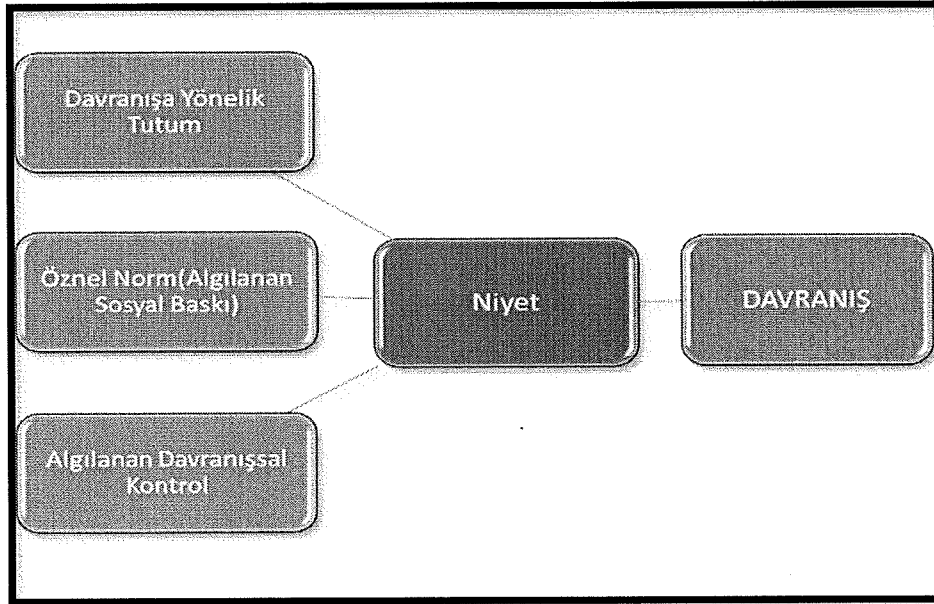 Davranışa Yönelik
Tutum
Öznel Norm(Algılanan
Sosyal Baskı)
Niyet
DAVRANIŞ
Algılanan Davranışsal
Kontrol